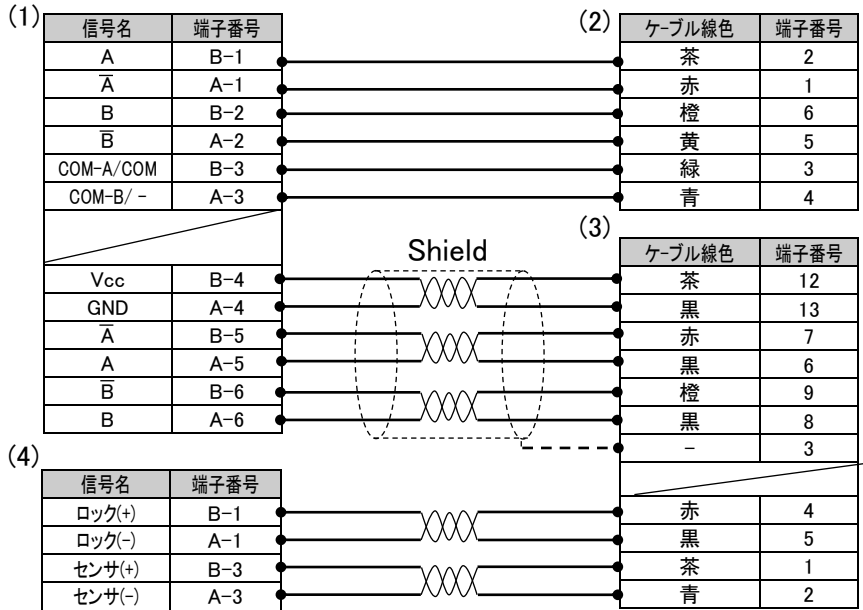 (1)
信号名 端子番号
A B-1
A̅ A-1
B B-2
B̅ A-2
COM-A/COM B-3
COM-B/- A-3
Vcc B-4
GND A-4
A̅ B-5
A A-5
B̅ B-6
B A-6
(2)
ケーブル線色 端子番号
茶 2
赤 1
橙 6
黄 5
緑 3
青 4
Shield
(3)
ケーブル線色 端子番号
茶 12
黒 13
赤 7
黒 6
橙 9
黒 8
- 3
赤 4
黒 5
茶 1
青 2
(4)
信号名 端子番号
ロック(+) B-1
ロック(-) A-1
センサ(+) B-3
センサ(-) A-3